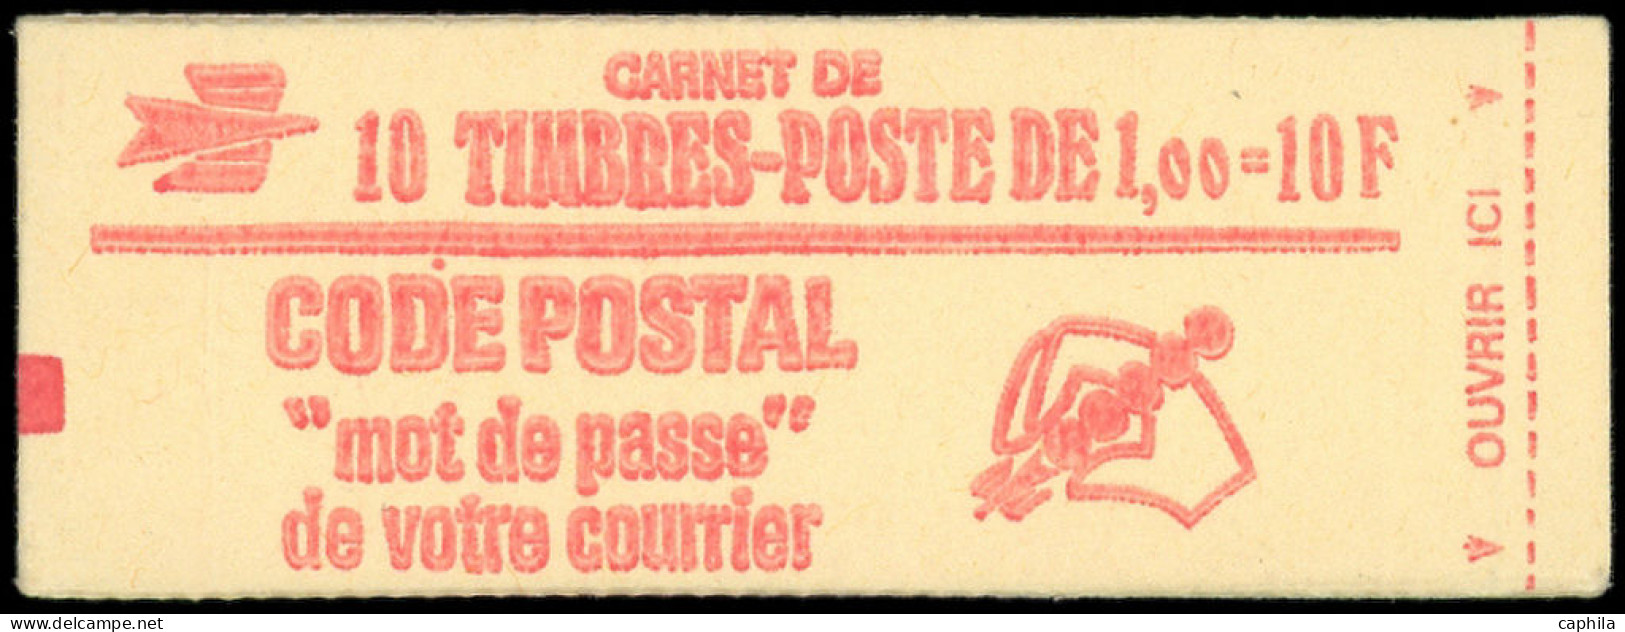 CARNET DE
10 TIMBRES-POSTE DE 1,00 = 10 F
CODE POSTAL
"mot de passe"
de votre courrier
V OUVRIR ICI V
www.delcampe.net
caphila